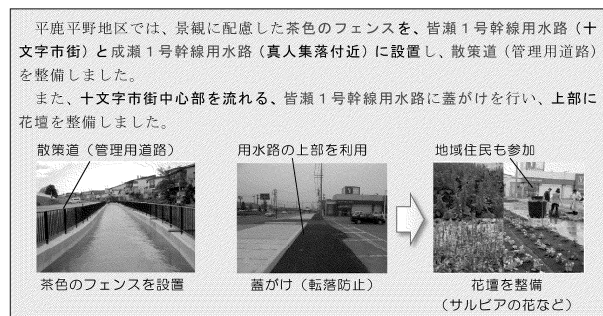 平鹿平野地区では、景観に配慮した茶色のフェンスを、皆瀬1号幹線用水路（十
文字市街）と成瀬1号幹線用水路（真人集落付近）に設置し、散策道（管理用道路）
を整備しました。
また、十文字市街中心部を流れる、皆瀬1号幹線用水路に蓋がけを行い、上部に
花壇を整備しました。
散策道（管理用道路）
用水路の上部を利用
地域住民も参加
茶色のフェンスを設置
蓋がけ（転落防止）
花壇を整備
（サルビアの花など）